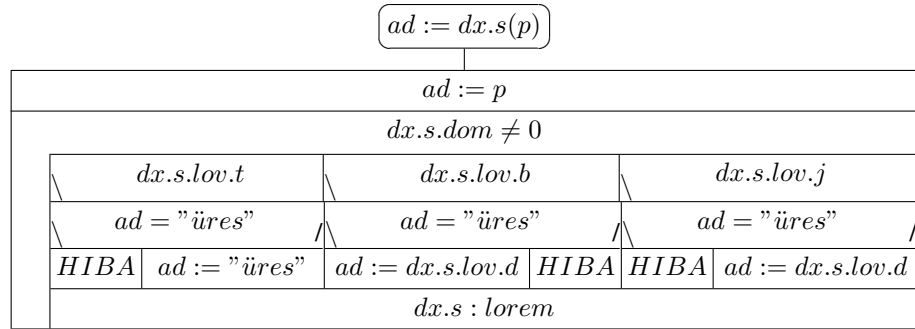 ad := dx.s(p)
ad := p
dx.s.dom ≠ 0
dx.s.lov.t dx.s.lov.b dx.s.lov.j
ad = "üres" ad = "üres" ad = "üres"
HIBA ad := "üres" ad := dx.s.lov.d HIBA HIBA ad := dx.s.lov.d
dx.s : lorem